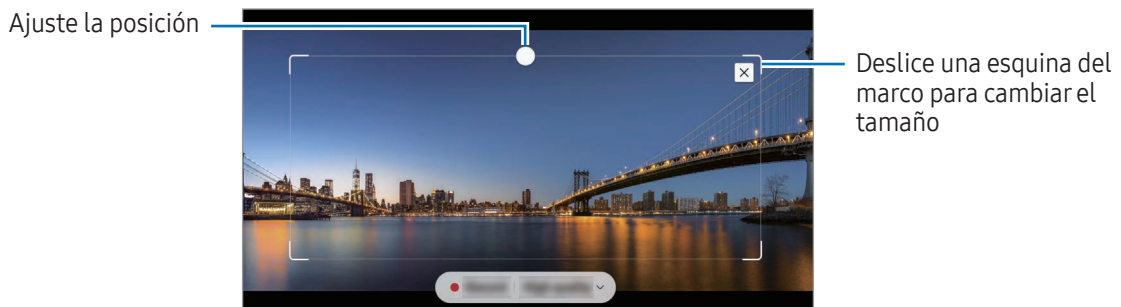 Ajuste la posición
Deslice una esquina del
marco para cambiar el
tamaño